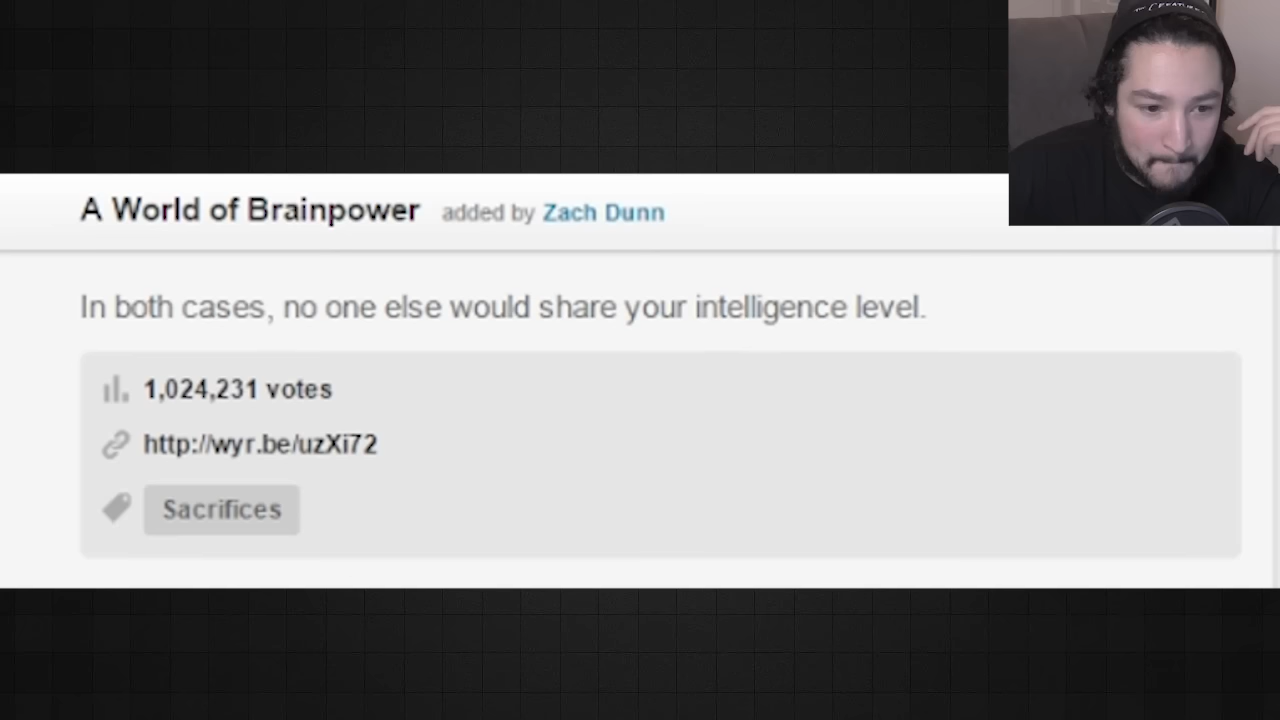 A World of Brainpower added by Zach Dunn
In both cases, no one else would share your intelligence level.
1,024,231 votes
http://wyr.be/uzXi72
Sacrifices